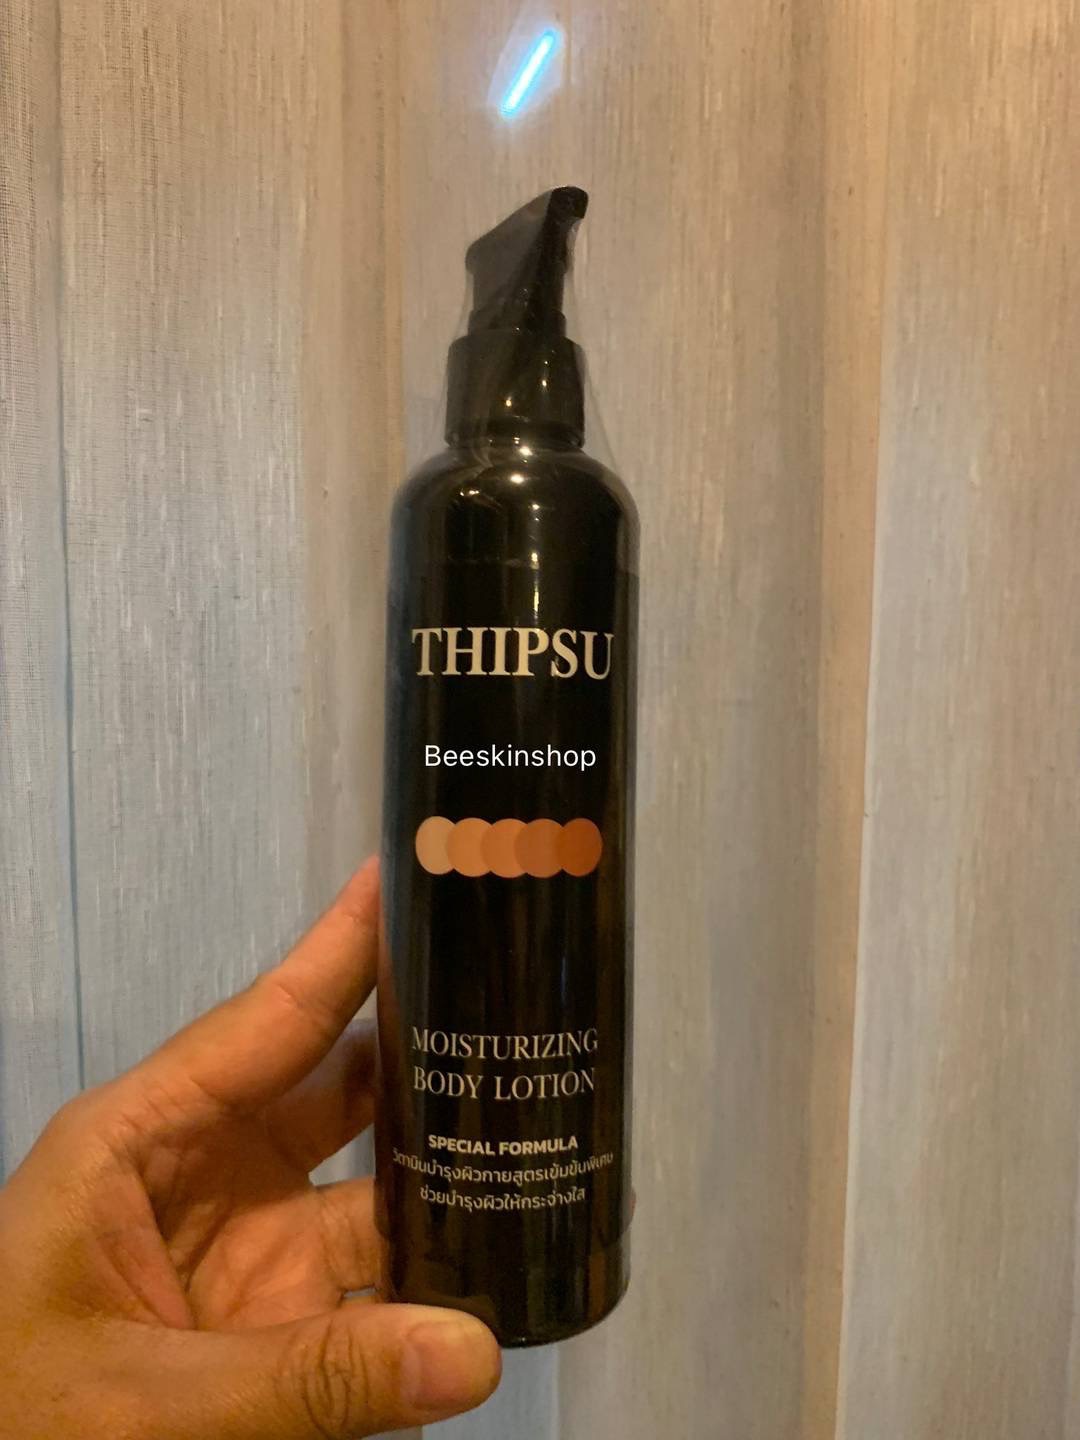 THIPSU
Beeskinshop
MOISTURIZING
BODY LOTION
SPECIAL FORMULA
วิตามินบำรุงผิวกายสูตรเข้มข้นพิเศษ
ช่วยบำรุงผิวให้กระจ่างใส